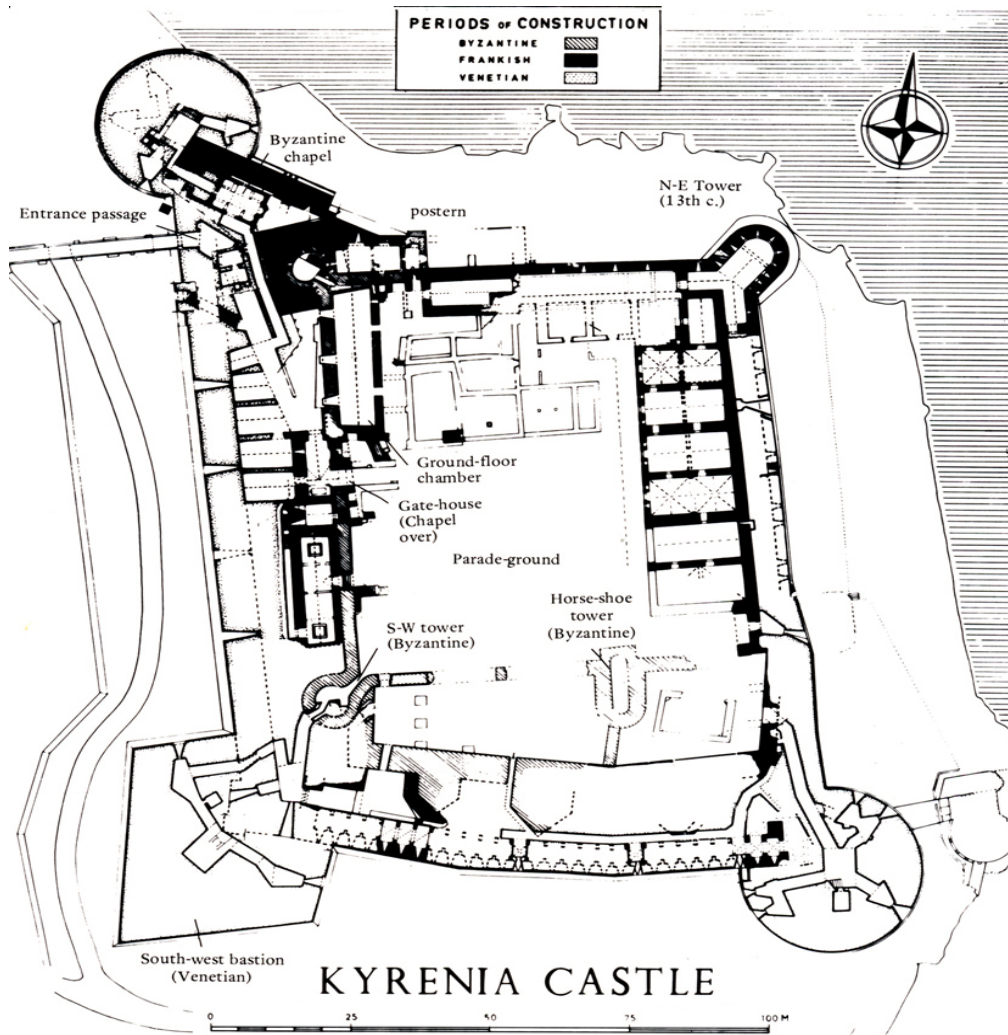 PERIODS OF CONSTRUCTION
BYZANTINE
FRANKISH
VENETIAN
Byzantine
chapel
N-E Tower
(13th c.)
Entrance passage
postern
Ground-floor
chamber
Gate-house
(Chapel
over)
Parade-ground
Horse-shoe
tower
(Byzantine)
S-W tower
(Byzantine)
South-west bastion
(Venetian)
KYRENIA CASTLE
0 25 50 75 100 M